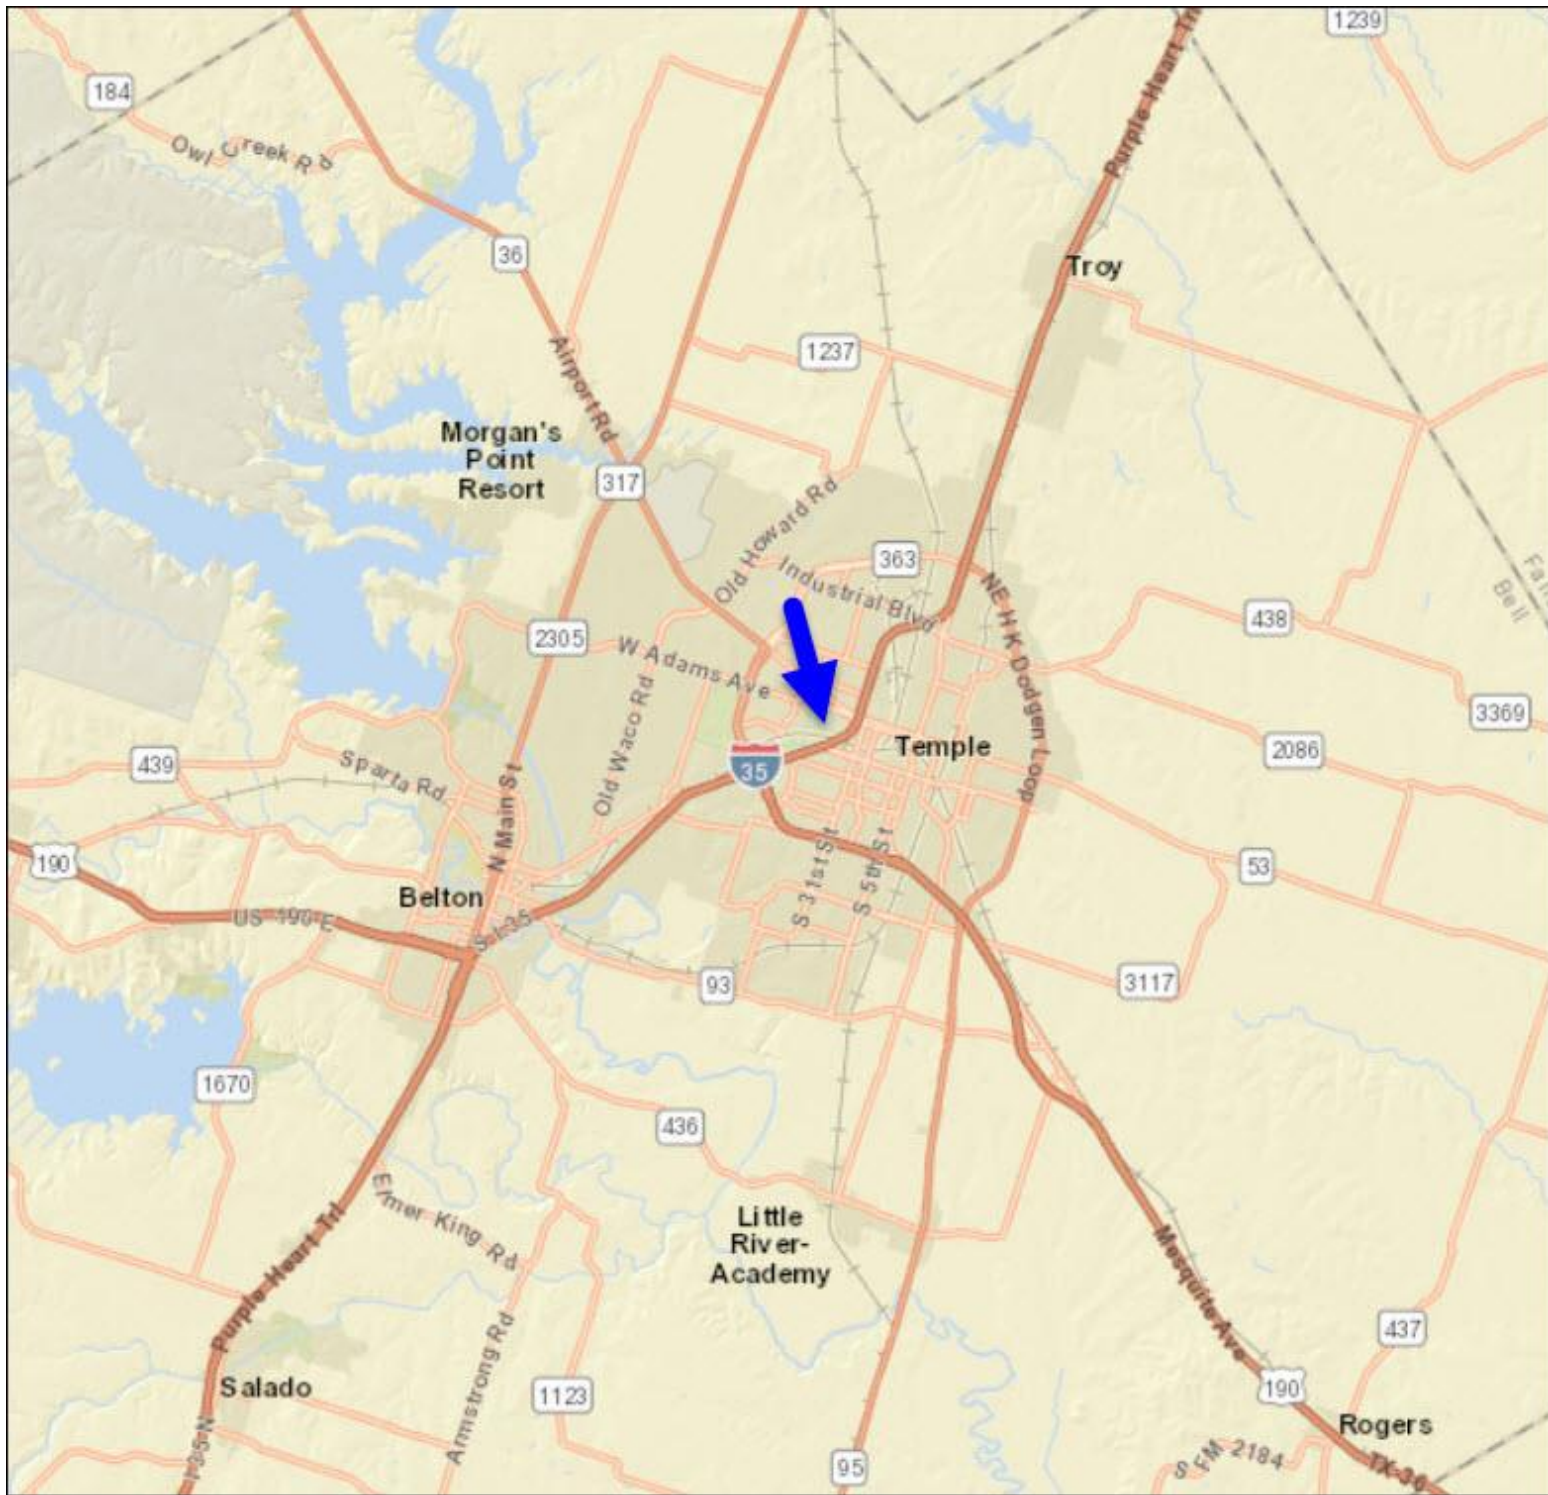 1239
184
Purple Heart Trl
Owl Creek Rd
36
Troy
Airport Rd
1237
Morgan's
Point
Resort
317
Old Howard Rd
363
Industrial Blvd
NE H K Dodgen Loop
Bell
438
2305
W Adams Ave
Old Waco Rd
3369
2086
Temple
439
Sparta Rd
35
N Main St
190
53
S 31st St
S 5th St
Belton
US 190 E
S I-35
93
3117
1670
436
Elmer King Rd
Little
River-
Academy
Purple Heart Trl
Mesquite Ave
Armstrong Rd
437
Salado
1123
190
Rogers
I-35 N
95
S FM 2184
TX-36